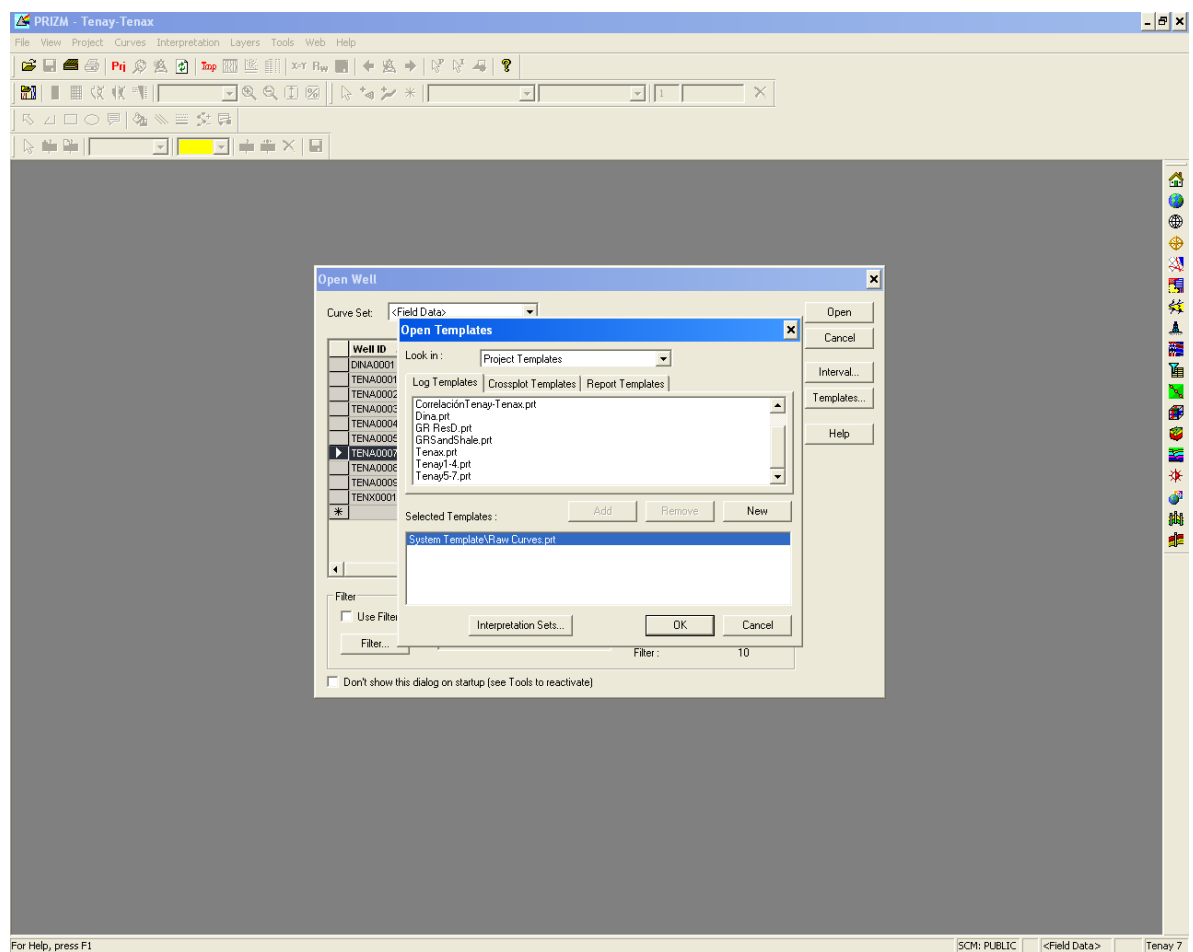 PRIZM - Tenay-Tenax
File View Project Curves Interpretation Layers Tools Web Help
Prj Tmp X-Y Rw
1
Open Well
Curve Set: <Field Data>
Open
Cancel
Interval...
Templates...
Help
Well ID
DINA0001
TENA0001
TENA0002
TENA0003
TENA0004
TENA0005
TENA0007
TENA0008
TENA0009
TENX0001
Open Templates
Look in : Project Templates
Log Templates Crossplot Templates Report Templates
CorrelaciónTenay-Tenax.prt
Dina.prt
GR ResD.prt
GRSandShale.prt
Tenax.prt
Tenay1-4.prt
Tenay5-7.prt
Selected Templates : Add Remove New
System Template\Raw Curves.prt
Interpretation Sets... OK Cancel
Filter
Use Filter
Filter...
Filter : 10
Don't show this dialog on startup (see Tools to reactivate)
For Help, press F1 SCM: PUBLIC <Field Data> Tenay 7